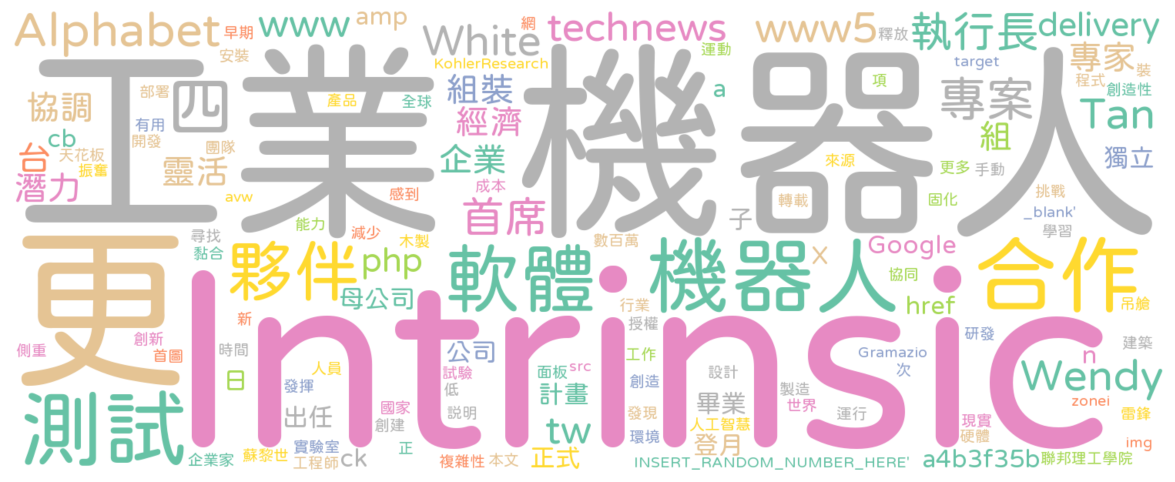 Alphabet 早期 www amp 網 technews www5 釋放 執行長 delivery
安裝 White KohlerResearch 運動 target 專家 程式 裝
工業機器人
協調 部署 四 產品 全球 組裝 a 項 專案 創造性 Tan
cb 有用 經濟 組
台 天花板 開發 團隊 企業 來源 更多 手動 獨立
潛力 振奮 靈活 avw 感到 成本 首席 轉載 固化 挑戰 _blank'
能力 減少 子 學習
更 尋找 黏合 夥伴 木製 php 軟體 數百萬 機器人 x Google 合作
母公司 協同 href 吊艙
Intrinsic
新 行業 授權 研發
側重 創新 首圖 時間 公司 工作 Gramazio 次 建築 n
日 人員 試驗 面板 src 設計 Wendy
發揮 低 計畫 創造 製造 世界 zonei
測試 出任 國家 創建 說明 發現 畢業 運行 現實 雷鋒
tw 環境 人工智慧 硬體
企業家 實驗室 正 登月 img
蘇黎世 工程師 ck 複雜性 本文 正式 INSERT_RANDOM_NUMBER_HERE' a4b3f35b 聯邦理工學院